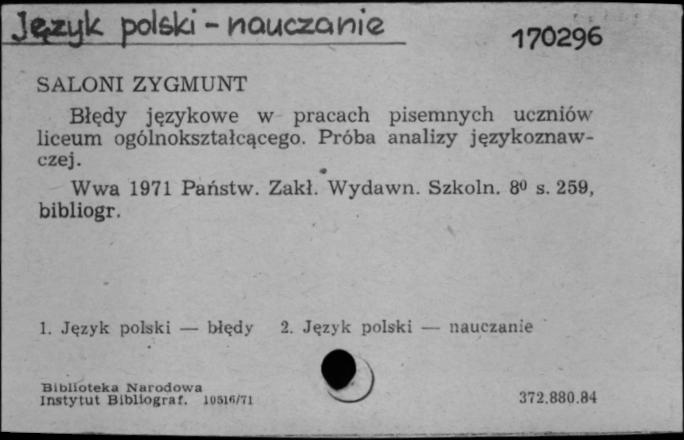 Język polski - nauczanie
170296
SALONI ZYGMUNT
Błędy językowe w pracach pisemnych uczniów
liceum ogólnokształcącego. Próba analizy językoznaw-
czej.
Wwa 1971 Państw. Zakł. Wydawn. Szkoln. 8⁰ s. 259,
bibliogr.
1. Język polski — błędy 2. Język polski — nauczanie
Biblioteka Narodowa
Instytut Bibliograf. 10516/71
372.880.84